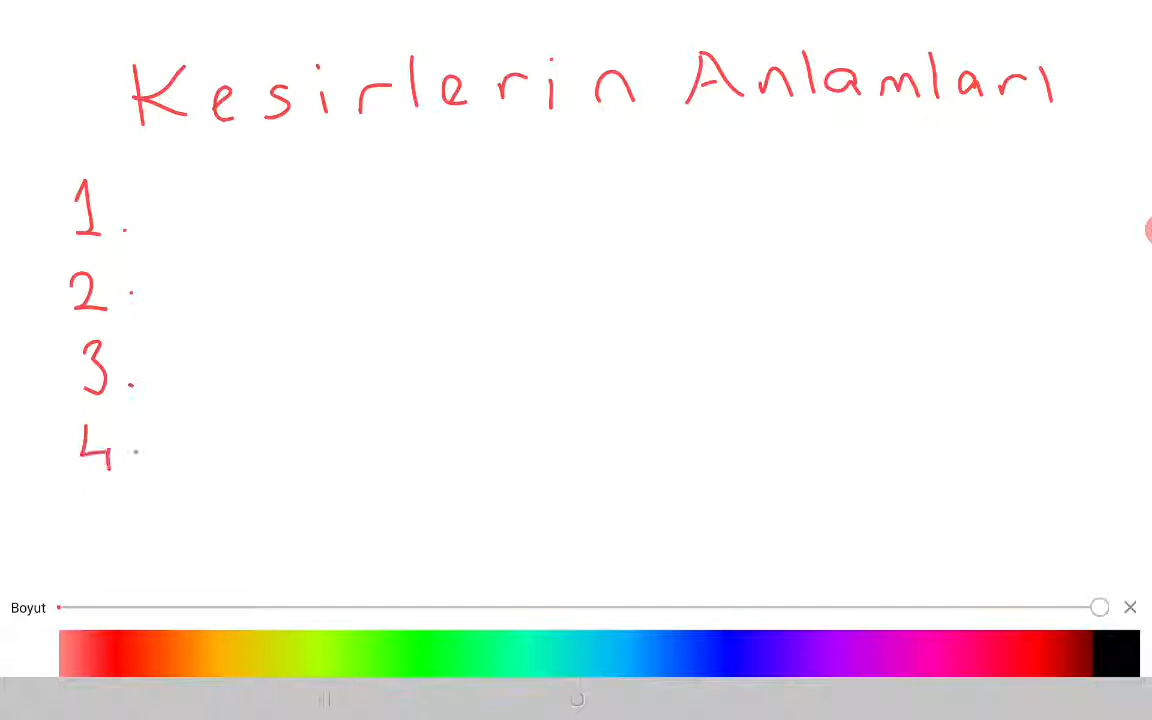 Kesirlerin Anlamları
1.
2.
3.
4.
Boyut